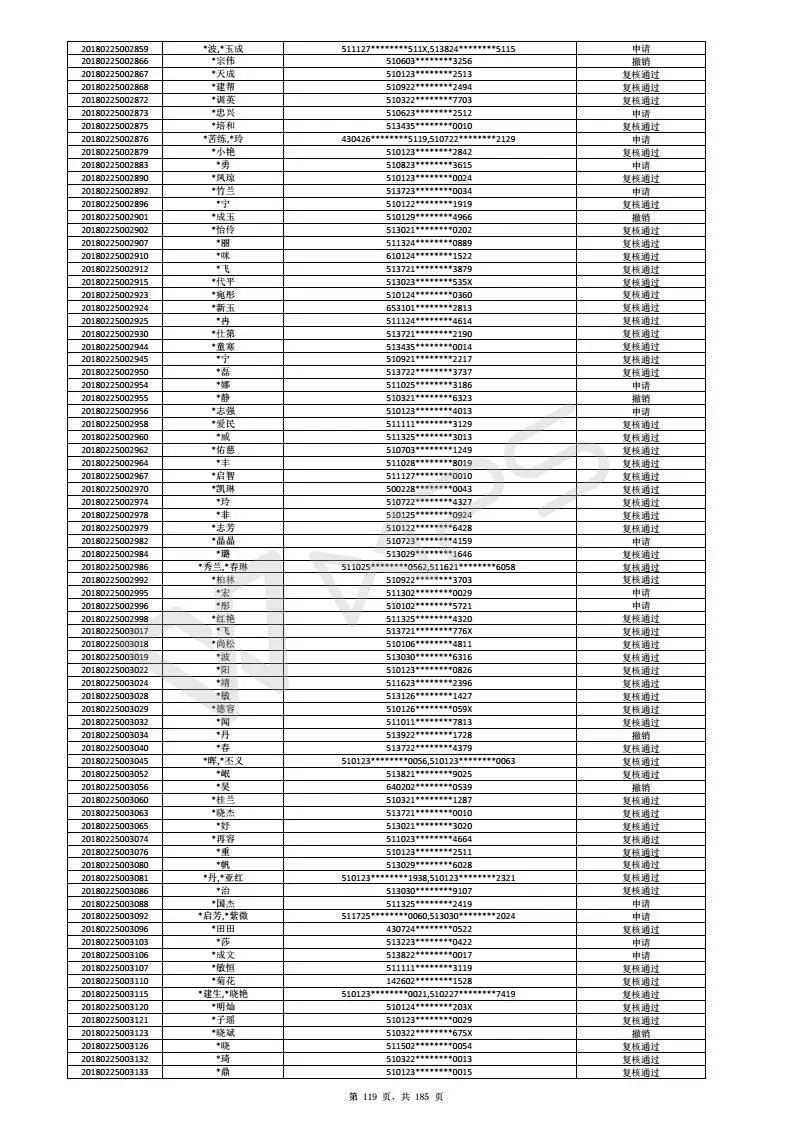 20180225002859 *波,*玉成 511127********511X,513824********5115 申请
20180225002866 *宗伟 510603********3256 撤销
20180225002867 *天成 510123********2513 复核通过
20180225002868 *建帮 510922********2494 复核通过
20180225002872 *训英 510322********7703 复核通过
20180225002873 *忠兴 510623********2512 申请
20180225002875 *培和 513435********0010 复核通过
20180225002876 *苦练,*玲 430426********5119,510722********2129 申请
20180225002879 *小艳 510123********2842 复核通过
20180225002883 *勇 510823********3615 申请
20180225002890 *凤琼 510123********0024 复核通过
20180225002892 *竹兰 513723********0034 申请
20180225002896 *宁 510122********1919 复核通过
20180225002901 *成玉 510129********4966 撤销
20180225002902 *怡伶 513021********0202 复核通过
20180225002907 *丽 511324********0889 复核通过
20180225002910 *咪 610124********1522 复核通过
20180225002912 *飞 513721********3879 复核通过
20180225002915 *代平 513023********535X 复核通过
20180225002923 *宛彤 510124********0360 复核通过
20180225002924 *新玉 653101********2813 复核通过
20180225002925 *冉 511124********4614 复核通过
20180225002930 *仕第 513721********2190 复核通过
20180225002944 *童寒 513435********0014 复核通过
20180225002945 *宁 510921********2217 复核通过
20180225002950 *磊 513722********3737 复核通过
20180225002954 *娜 511025********3186 申请
20180225002955 *静 510321********6323 撤销
20180225002956 *志强 510123********4013 申请
20180225002958 *爱民 511111********3129 复核通过
20180225002960 *威 511325********3013 复核通过
20180225002962 *佑慈 510703********1249 复核通过
20180225002964 *丰 511028********8019 复核通过
20180225002967 *启智 511127********0010 复核通过
20180225002970 *凯琳 500228********0043 复核通过
20180225002974 *玲 510722********4327 复核通过
20180225002978 *非 510125********0924 复核通过
20180225002979 *志芳 510122********6428 复核通过
20180225002982 *晶晶 510723********4159 申请
20180225002984 *璐 513029********1646 复核通过
20180225002986 *秀兰,*春琳 511025********0562,511621********6058 复核通过
20180225002992 *柏林 510922********3703 复核通过
20180225002995 *宏 511302********0029 申请
20180225002996 *彤 510102********5721 申请
20180225002998 *红艳 511325********4320 复核通过
20180225003017 *飞 513721********776X 复核通过
20180225003018 *尚松 510106********4811 复核通过
20180225003019 *波 513030********6316 复核通过
20180225003022 *阳 510123********0826 复核通过
20180225003024 *靖 511623********2396 复核通过
20180225003028 *敏 513126********1427 复核通过
20180225003029 *德容 510126********059X 复核通过
20180225003032 *闻 511011********7813 复核通过
20180225003034 *丹 513922********1728 撤销
20180225003040 *春 513722********4379 复核通过
20180225003045 *晖,*丕义 510123********0056,510123********0063 复核通过
20180225003052 *岷 513821********9025 复核通过
20180225003056 *昊 640202********0539 撤销
20180225003060 *桂兰 510321********1287 复核通过
20180225003063 *晓杰 513721********0010 复核通过
20180225003065 *妤 513021********3020 复核通过
20180225003074 *再容 511023********4664 复核通过
20180225003076 *重 510123********2511 复核通过
20180225003080 *帆 513029********6028 复核通过
20180225003081 *丹,*亚红 510123********1938,510123********2321 复核通过
20180225003086 *治 513030********9107 复核通过
20180225003088 *国杰 511325********2419 申请
20180225003092 *启芳,*紫微 511725********0060,513030********2024 申请
20180225003096 *田田 430724********0522 复核通过
20180225003103 *莎 513223********0422 申请
20180225003106 *成文 513822********0017 申请
20180225003107 *敏恒 511111********3119 复核通过
20180225003110 *菊花 142602********1528 复核通过
20180225003115 *建生,*晓艳 510123********0021,510227********7419 复核通过
20180225003120 *明灿 510124********203X 复核通过
20180225003121 *子瑶 510123********0029 复核通过
20180225003123 *晓斌 510322********675X 撤销
20180225003126 *晓 511502********0054 复核通过
20180225003132 *琦 510322********0013 复核通过
20180225003133 *鼎 510123********0015 复核通过
第 119 页，共 185 页